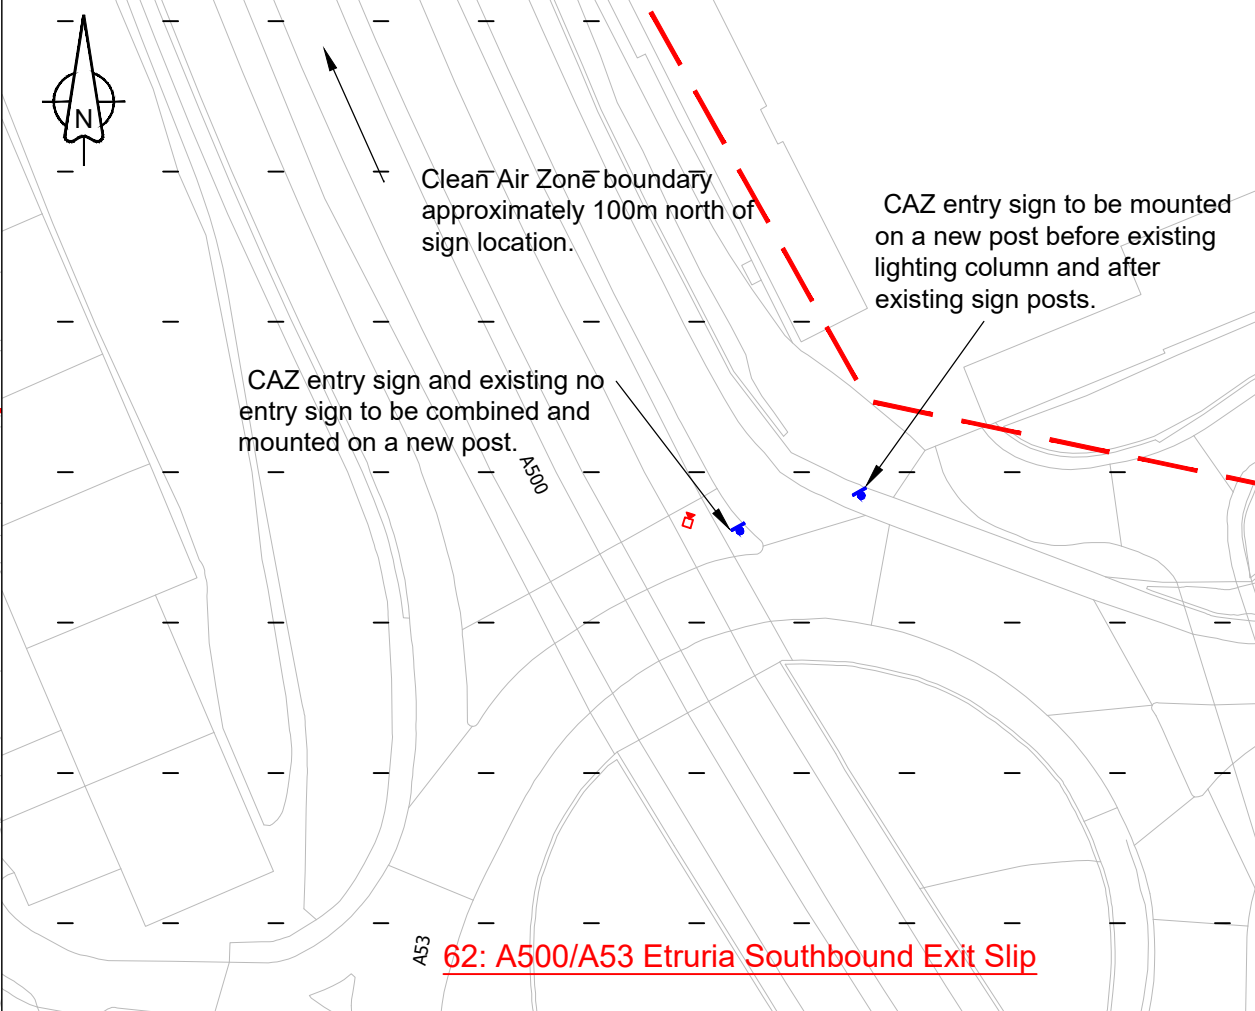 N
Clean Air Zone boundary
approximately 100m north of
sign location.
CAZ entry sign to be mounted
on a new post before existing
lighting column and after
existing sign posts.
CAZ entry sign and existing no
entry sign to be combined and
mounted on a new post.
A500
A53
62: A500/A53 Etruria Southbound Exit Slip